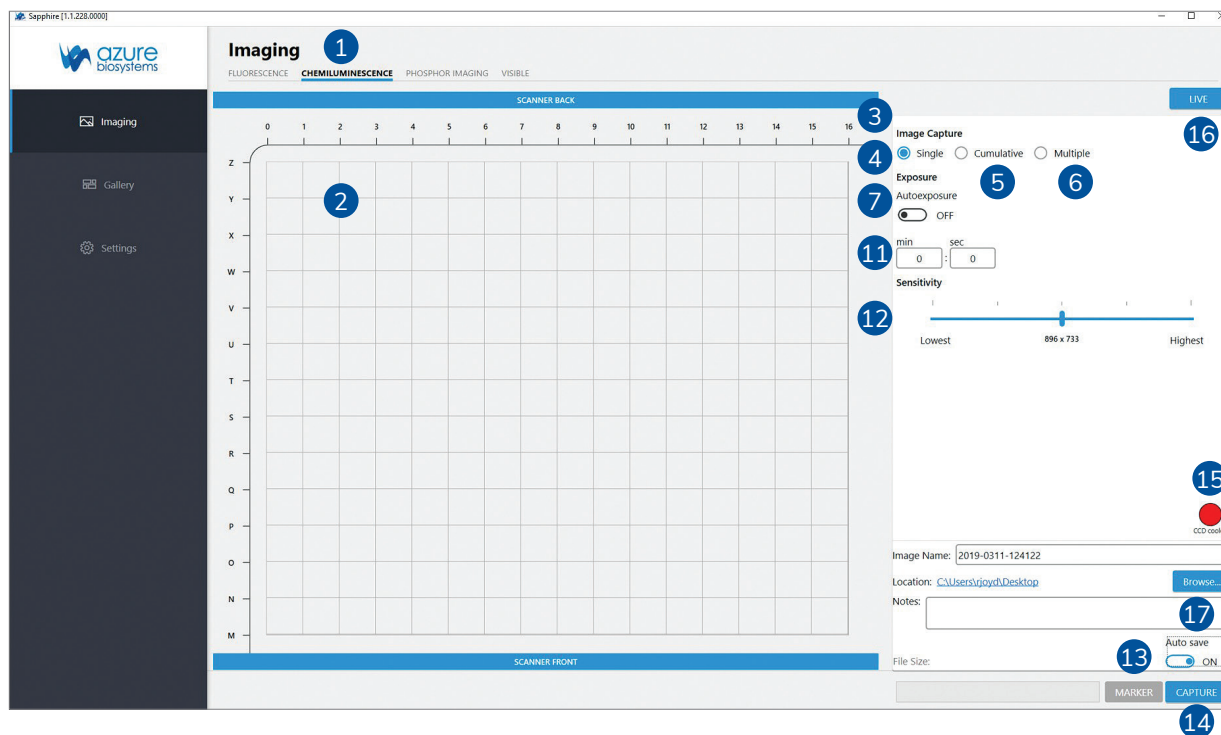 Sapphire [1.1.228.0000]
azure
biosystems
Imaging
Gallery
Settings
Imaging
1
FLUORESCENCE CHEMILUMINESCENCE PHOSPHOR IMAGING VISIBLE
SCANNER BACK
0 1 2 3 4 5 6 7 8 9 10 11 12 13 14 15 16
Z
Y
X
W
V
U
T
S
R
Q
P
O
N
M
2
SCANNER FRONT
LIVE
16
3
Image Capture
4
Single Cumulative Multiple
5 6
Exposure
7
Autoexposure
OFF
11
min sec
0 : 0
Sensitivity
12
Lowest 896 x 733 Highest
15
CCD cool
Image Name: 2019-0311-124122
Location: C:\Users\rjoyd\Desktop Browse...
17
Notes:
Auto save
13
ON
File Size:
MARKER CAPTURE
14